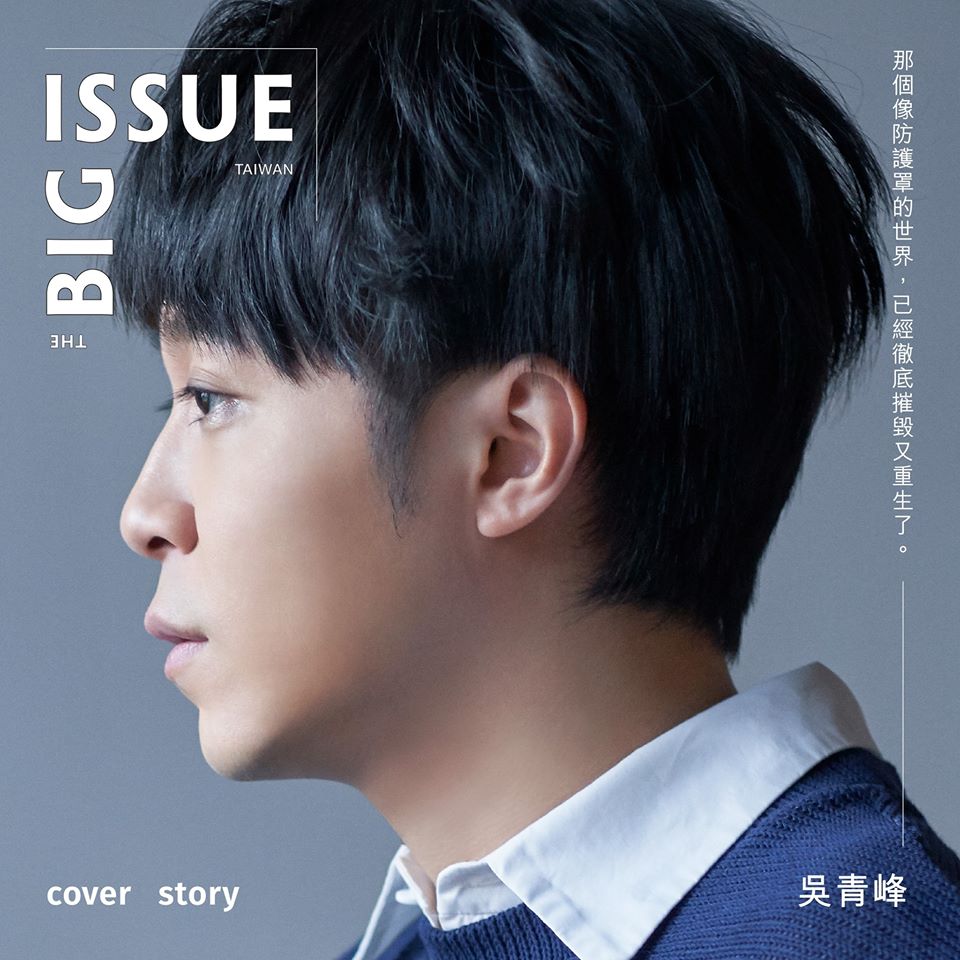 THE
BIG
ISSUE
TAIWAN
那個像防護罩的世界，已經徹底摧毀又重生了。
cover story
吳青峰